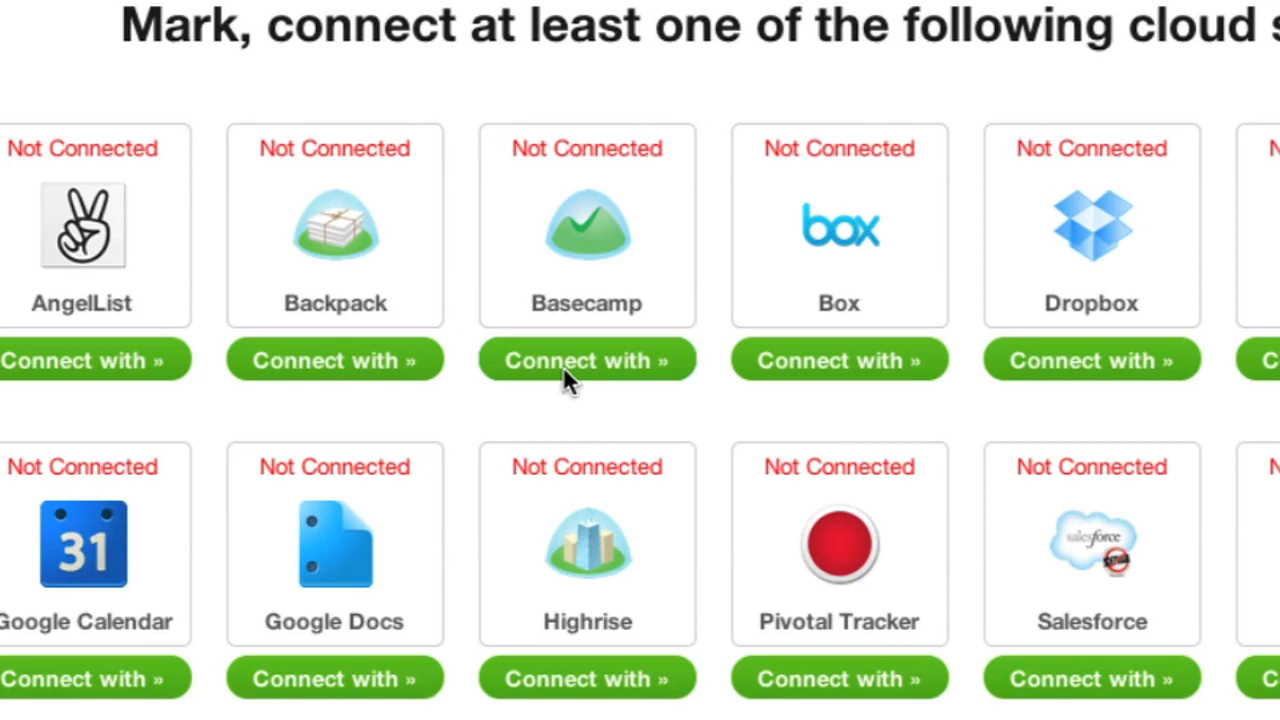 Mark, connect at least one of the following cloud
Not Connected Not Connected Not Connected Not Connected Not Connected
box
AngelList Backpack Basecamp Box Dropbox
Connect with » Connect with » Connect with » Connect with » Connect with »
Not Connected Not Connected Not Connected Not Connected Not Connected
31
salesforce
Google Calendar Google Docs Highrise Pivotal Tracker Salesforce
Connect with » Connect with » Connect with » Connect with » Connect with »